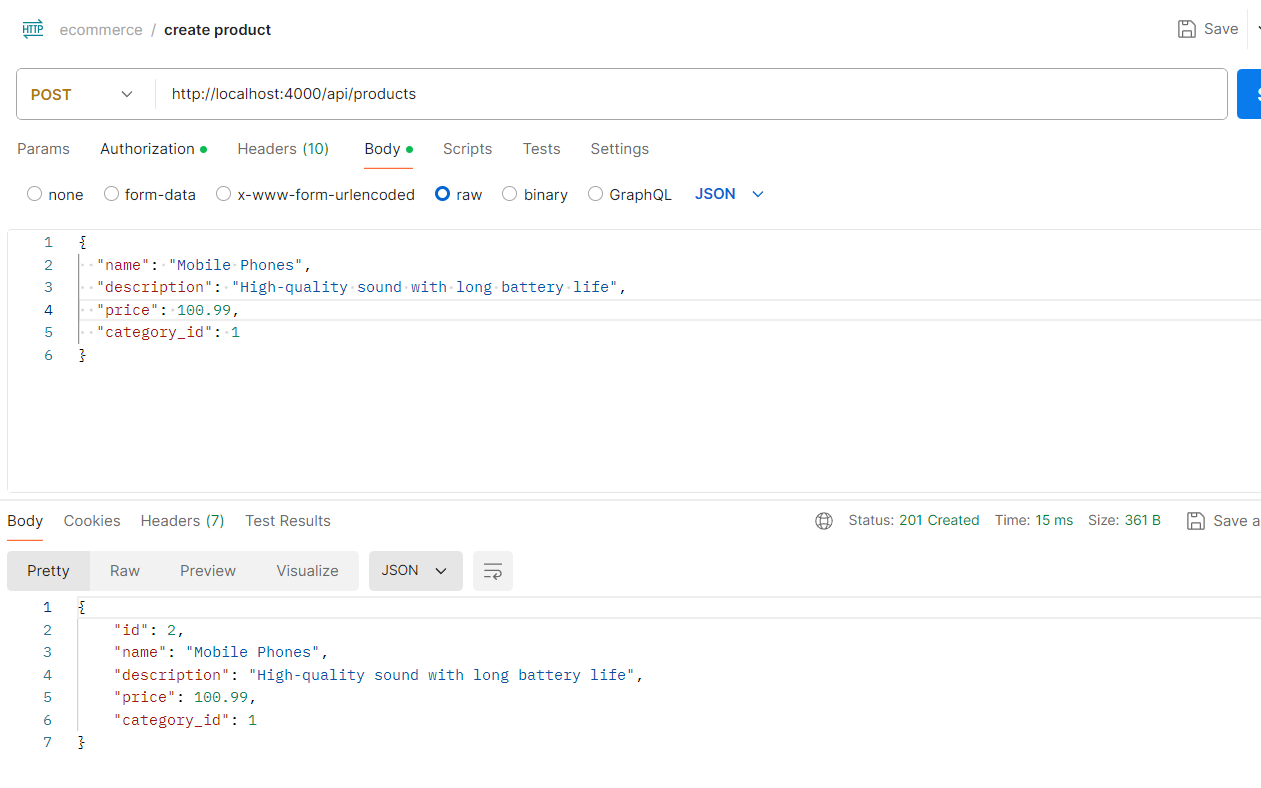 HTTP ecommerce / create product Save
POST http://localhost:4000/api/products
Params Authorization Headers (10) Body Scripts Tests Settings
none form-data x-www-form-urlencoded raw binary GraphQL JSON
1 {
2 "name": "Mobile Phones",
3 "description": "High-quality sound with long battery life",
4 "price": 100.99,
5 "category_id": 1
6 }
Body Cookies Headers (7) Test Results Status: 201 Created Time: 15 ms Size: 361 B Save a
Pretty Raw Preview Visualize JSON
1 {
2 "id": 2,
3 "name": "Mobile Phones",
4 "description": "High-quality sound with long battery life",
5 "price": 100.99,
6 "category_id": 1
7 }